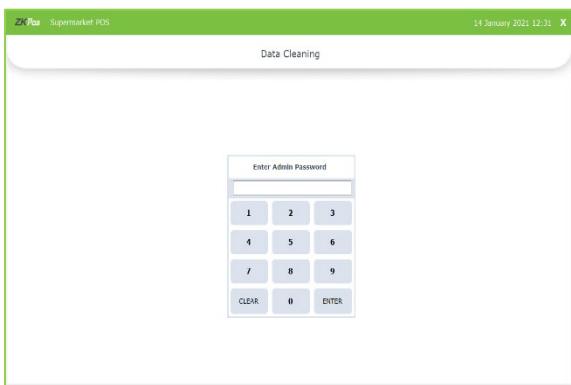 ZKPos Supermarket POS 14 January 2021 12:31 X
Data Cleaning
Enter Admin Password
1 2 3
4 5 6
7 8 9
CLEAR 0 ENTER